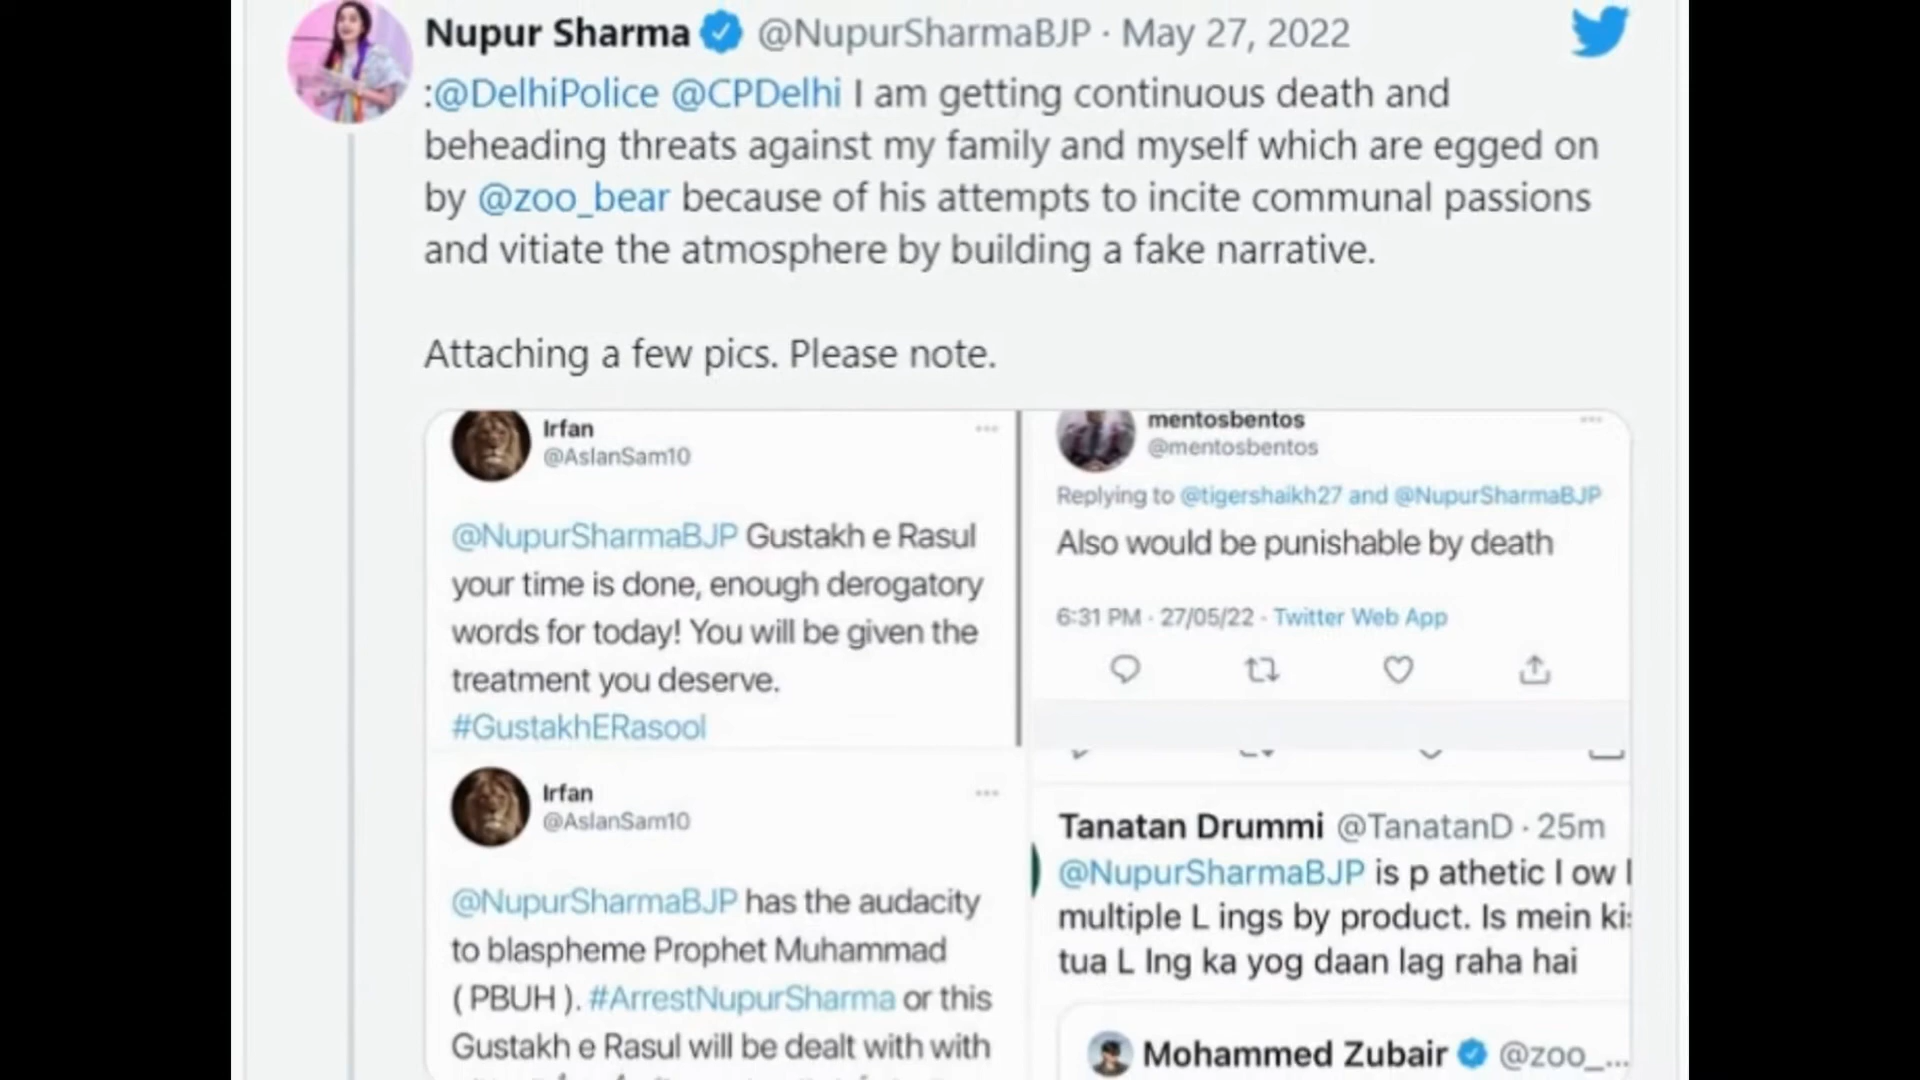 Nupur Sharma @NupurSharmaBJP · May 27, 2022
:@DelhiPolice @CPDelhi I am getting continuous death and
beheading threats against my family and myself which are egged on
by @zoo_bear because of his attempts to incite communal passions
and vitiate the atmosphere by building a fake narrative.
Attaching a few pics. Please note.
Irfan
@AslanSam10
@NupurSharmaBJP Gustakh e Rasul
your time is done, enough derogatory
words for today! You will be given the
treatment you deserve.
#GustakhERasool
mentosbentos
@mentosbentos
Replying to @tigershaikh27 and @NupurSharmaBJP
Also would be punishable by death
6:31 PM · 27/05/22 · Twitter Web App
Irfan
@AslanSam10
@NupurSharmaBJP has the audacity
to blaspheme Prophet Muhammad
( PBUH ). #ArrestNupurSharma or this
Gustakh e Rasul will be dealt with with
Tanatan Drummi @TanatanD · 25m
@NupurSharmaBJP is p athetic l ow
multiple L ings by product. Is mein
tua L Ing ka yog daan lag raha hai
Mohammed Zubair @zoo_...